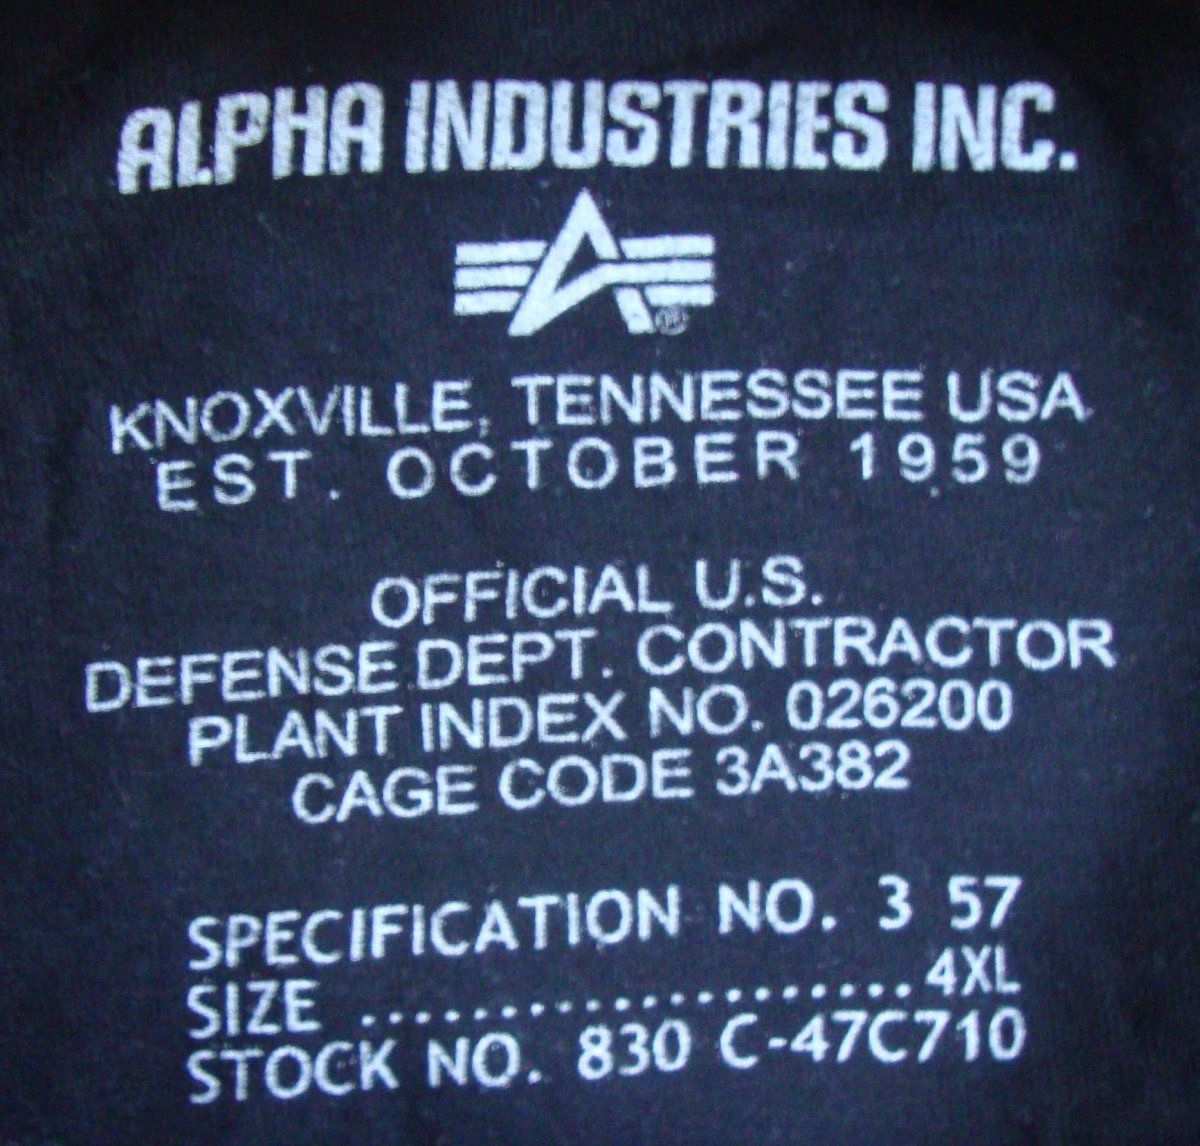 ALPHA INDUSTRIES INC.
KNOXVILLE, TENNESSEE USA
EST. OCTOBER 1959
OFFICIAL U.S.
DEFENSE DEPT. CONTRACTOR
PLANT INDEX NO. 026200
CAGE CODE 3A382
SPECIFICATION NO. 3 57
SIZE ........................ 4XL
STOCK NO. 830 C-47C710